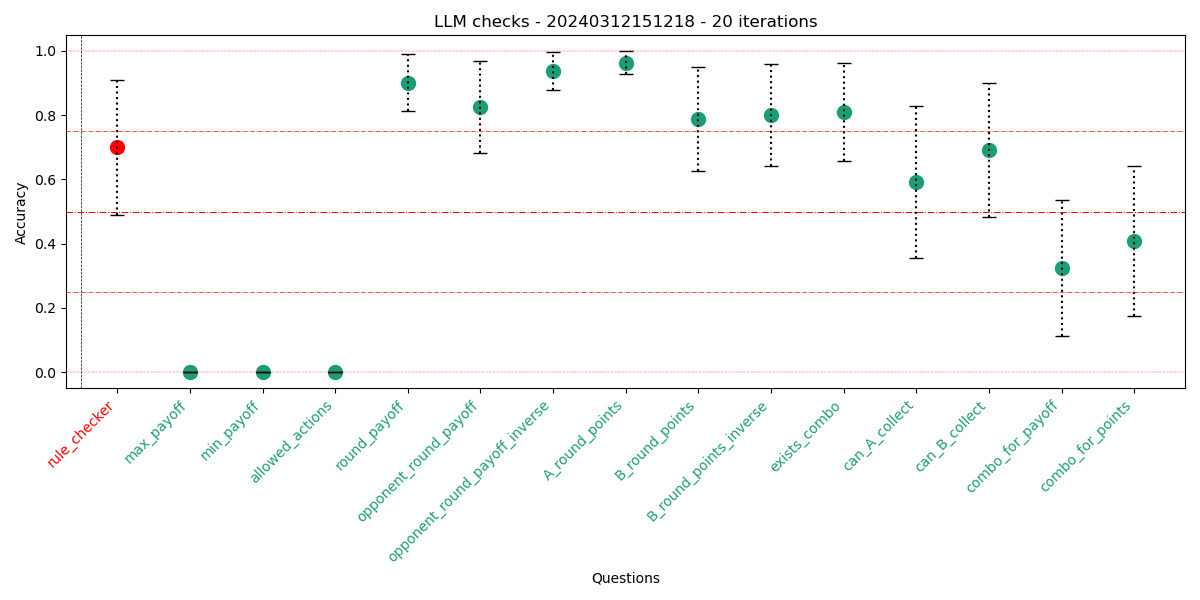 LLM checks - 20240312151218 - 20 iterations
Accuracy
1.0
0.8
0.6
0.4
0.2
0.0
rule_checker
max_payoff
min_payoff
allowed_actions
round_payoff
opponent_round_payoff
opponent_round_payoff_inverse
A_round_points
B_round_points
B_round_points_inverse
exists_combo
can_A_collect
can_B_collect
combo_for_payoff
combo_for_points
Questions